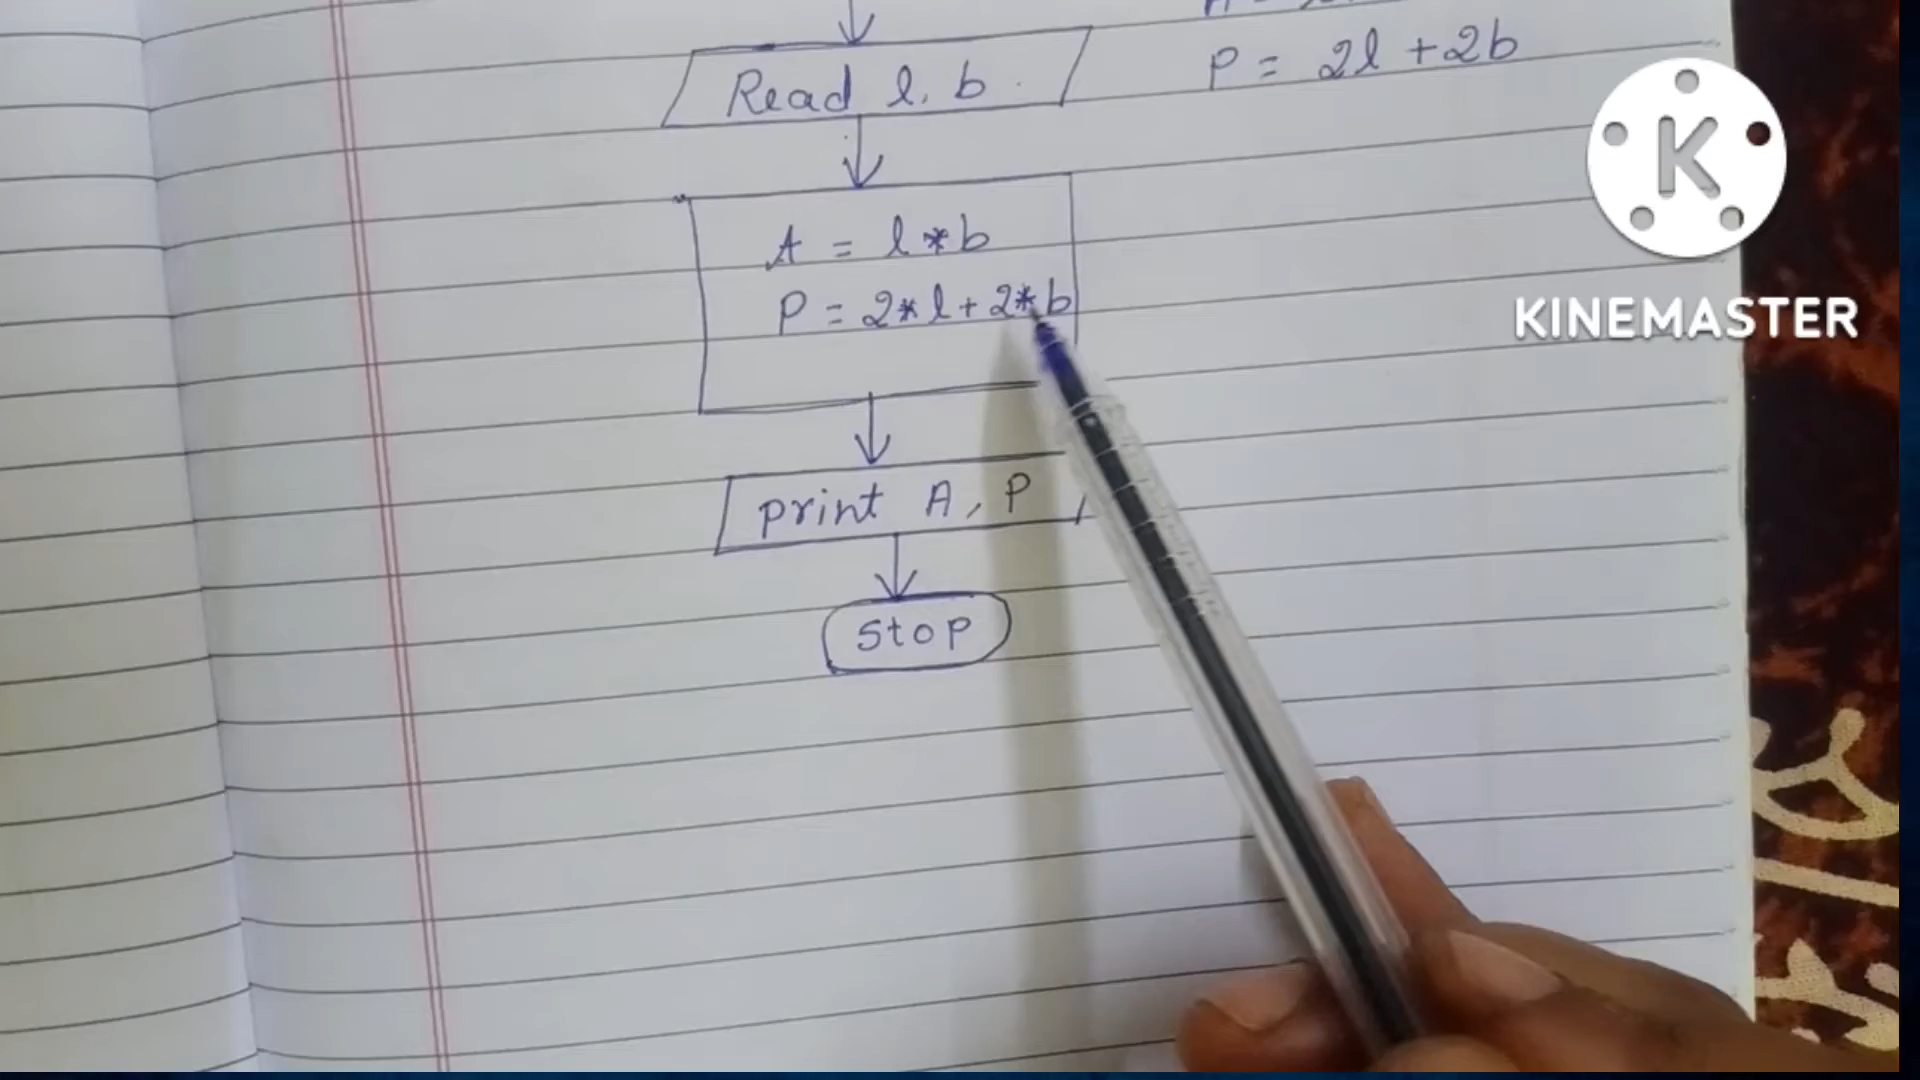 P = 2l + 2b
Read l, b.
A = l * b
P = 2 * l + 2 * b
print A, P
Stop
K
KINEMASTER